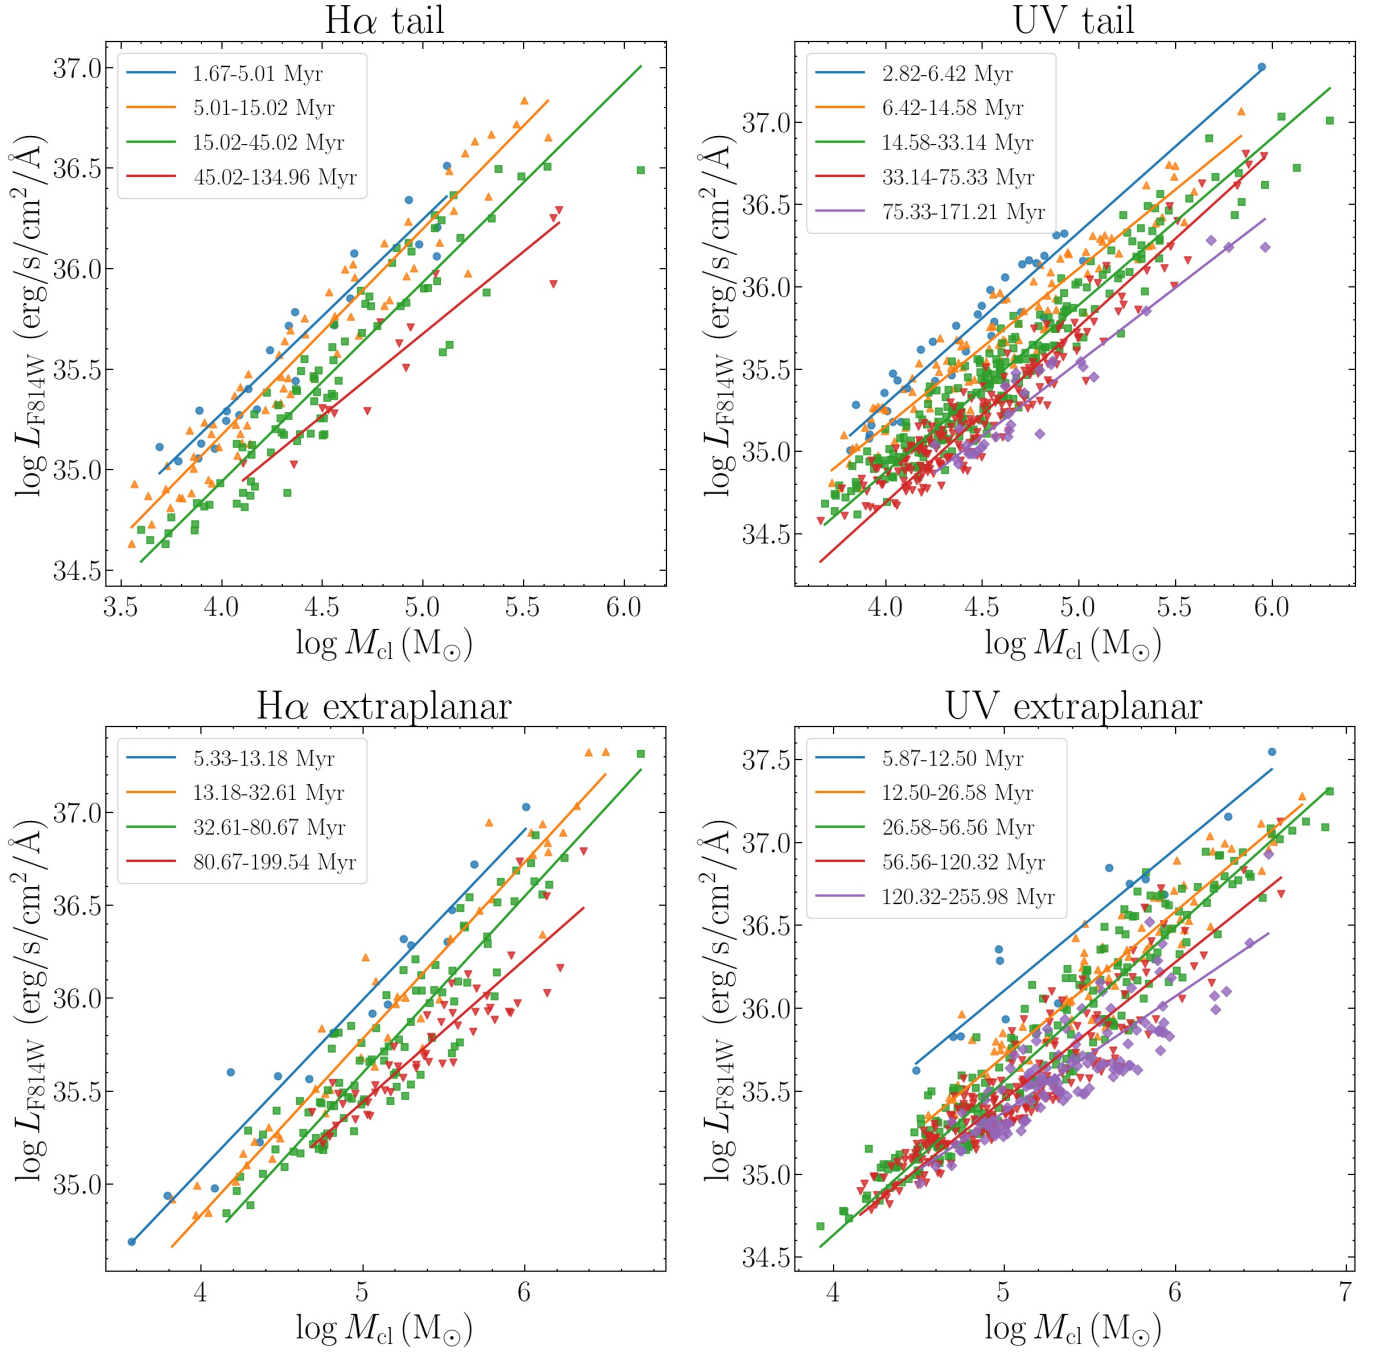 Hα tail
1.67-5.01 Myr
5.01-15.02 Myr
15.02-45.02 Myr
45.02-134.96 Myr
37.0
36.5
36.0
35.5
35.0
34.5
log L_F814W (erg/s/cm²/Å)
3.5 4.0 4.5 5.0 5.5 6.0
log M_cl (M_⊙)
UV tail
2.82-6.42 Myr
6.42-14.58 Myr
14.58-33.14 Myr
33.14-75.33 Myr
75.33-171.21 Myr
37.0
36.5
36.0
35.5
35.0
34.5
log L_F814W (erg/s/cm²/Å)
4.0 4.5 5.0 5.5 6.0
log M_cl (M_⊙)
Hα extraplanar
5.33-13.18 Myr
13.18-32.61 Myr
32.61-80.67 Myr
80.67-199.54 Myr
37.0
36.5
36.0
35.5
35.0
log L_F814W (erg/s/cm²/Å)
4 5 6
log M_cl (M_⊙)
UV extraplanar
5.87-12.50 Myr
12.50-26.58 Myr
26.58-56.56 Myr
56.56-120.32 Myr
120.32-255.98 Myr
37.5
37.0
36.5
36.0
35.5
35.0
34.5
log L_F814W (erg/s/cm²/Å)
4 5 6 7
log M_cl (M_⊙)